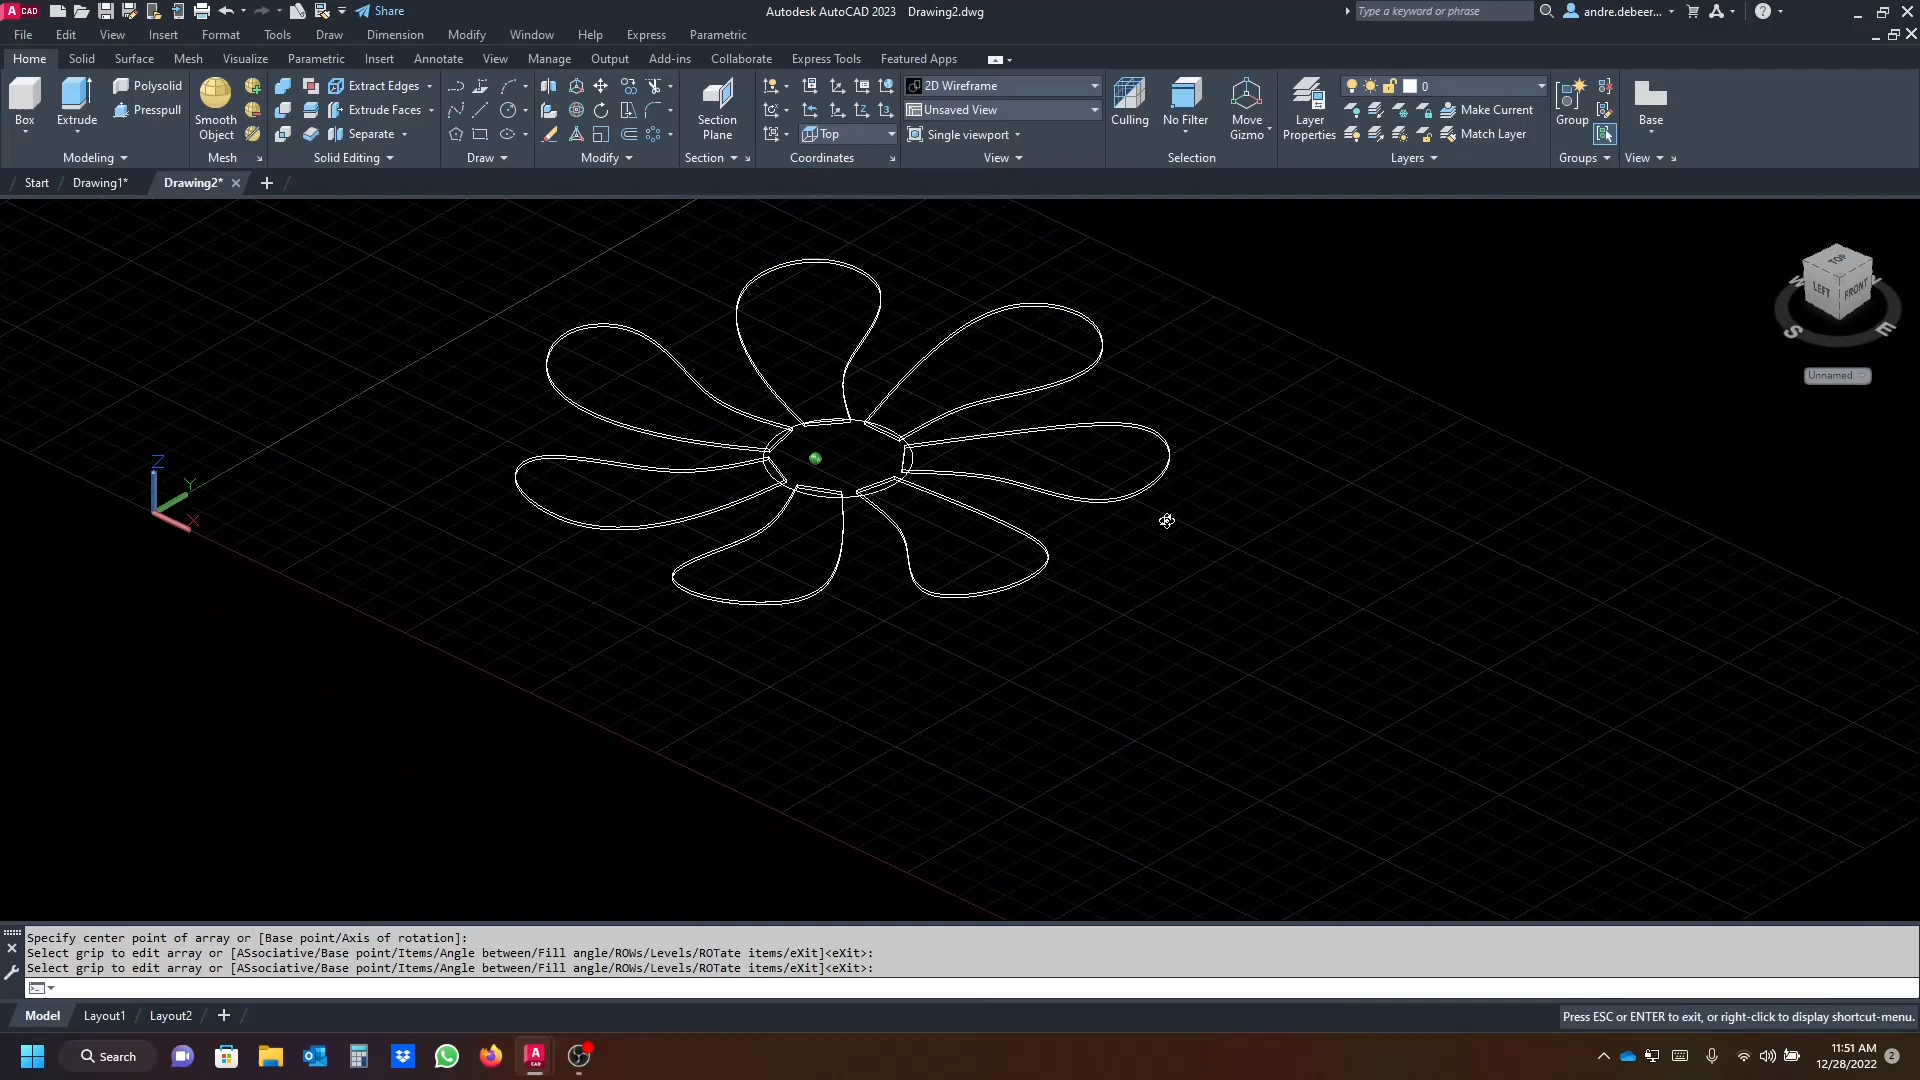 A CAD Share Autodesk AutoCAD 2023 Drawing2.dwg Type a keyword or phrase andre.debeer...
File Edit View Insert Format Tools Draw Dimension Modify Window Help Express Parametric
Home Solid Surface Mesh Visualize Parametric Insert Annotate View Manage Output Add-ins Collaborate Express Tools Featured Apps
Polysolid Extract Edges 2D Wireframe 0
Presspull Extrude Faces Unsaved View Make Current
Box Extrude Smooth Object Separate Section Plane Top Single viewport Culling No Filter Move Gizmo Layer Properties Match Layer Group Base
Modeling Mesh Solid Editing Draw Modify Section Coordinates View Selection Layers Groups View
Start Drawing1* Drawing2*
TOP
LEFT FRONT
W
S E
Unnamed
Z
Y
X
Specify center point of array or [Base point/Axis of rotation]:
Select grip to edit array or [ASsociative/Base point/Items/Angle between/Fill angle/ROWs/Levels/ROTate items/eXit]<eXit>:
Select grip to edit array or [ASsociative/Base point/Items/Angle between/Fill angle/ROWs/Levels/ROTate items/eXit]<eXit>:
Model Layout1 Layout2 Press ESC or ENTER to exit, or right-click to display shortcut-menu.
Search 11:51 AM
12/28/2022 2